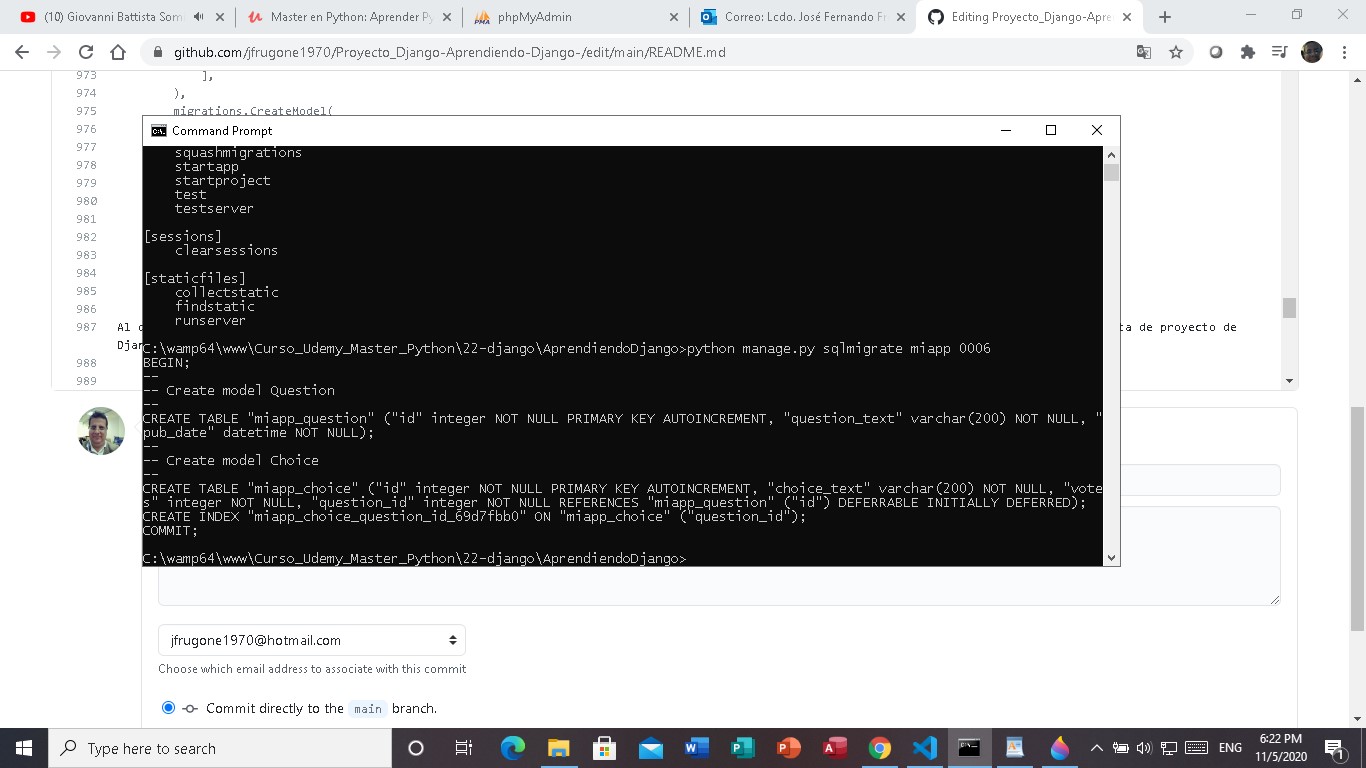 (10) Giovanni Battista Som
Master en Python: Aprender Py
phpMyAdmin
Correo: Lcdo. José Fernando Fr
Editing Proyecto_Django-Apre
github.com/jfrugone1970/Proyecto_Django-Aprendiendo-Django-/edit/main/README.md
973 ],
974 ),
975 migrations.CreateModel(
976
977
978
979
980
981
982
983
984
985
986
987 Al ta de proyecto de
Djan
988
989
Command Prompt
squashmigrations
startapp
startproject
test
testserver
[sessions]
clearsessions
[staticfiles]
collectstatic
findstatic
runserver
C:\wamp64\www\Curso_Udemy_Master_Python\22-django\AprendiendoDjango>python manage.py sqlmigrate miapp 0006
BEGIN;
--
-- Create model Question
--
CREATE TABLE "miapp_question" ("id" integer NOT NULL PRIMARY KEY AUTOINCREMENT, "question_text" varchar(200) NOT NULL, "
pub_date" datetime NOT NULL);
--
-- Create model Choice
--
CREATE TABLE "miapp_choice" ("id" integer NOT NULL PRIMARY KEY AUTOINCREMENT, "choice_text" varchar(200) NOT NULL, "vote
s" integer NOT NULL, "question_id" integer NOT NULL REFERENCES "miapp_question" ("id") DEFERRABLE INITIALLY DEFERRED);
CREATE INDEX "miapp_choice_question_id_69d7fbb0" ON "miapp_choice" ("question_id");
COMMIT;
C:\wamp64\www\Curso_Udemy_Master_Python\22-django\AprendiendoDjango>
jfrugone1970@hotmail.com
Choose which email address to associate with this commit
Commit directly to the main branch.
Type here to search
ENG
6:22 PM
11/5/2020
1